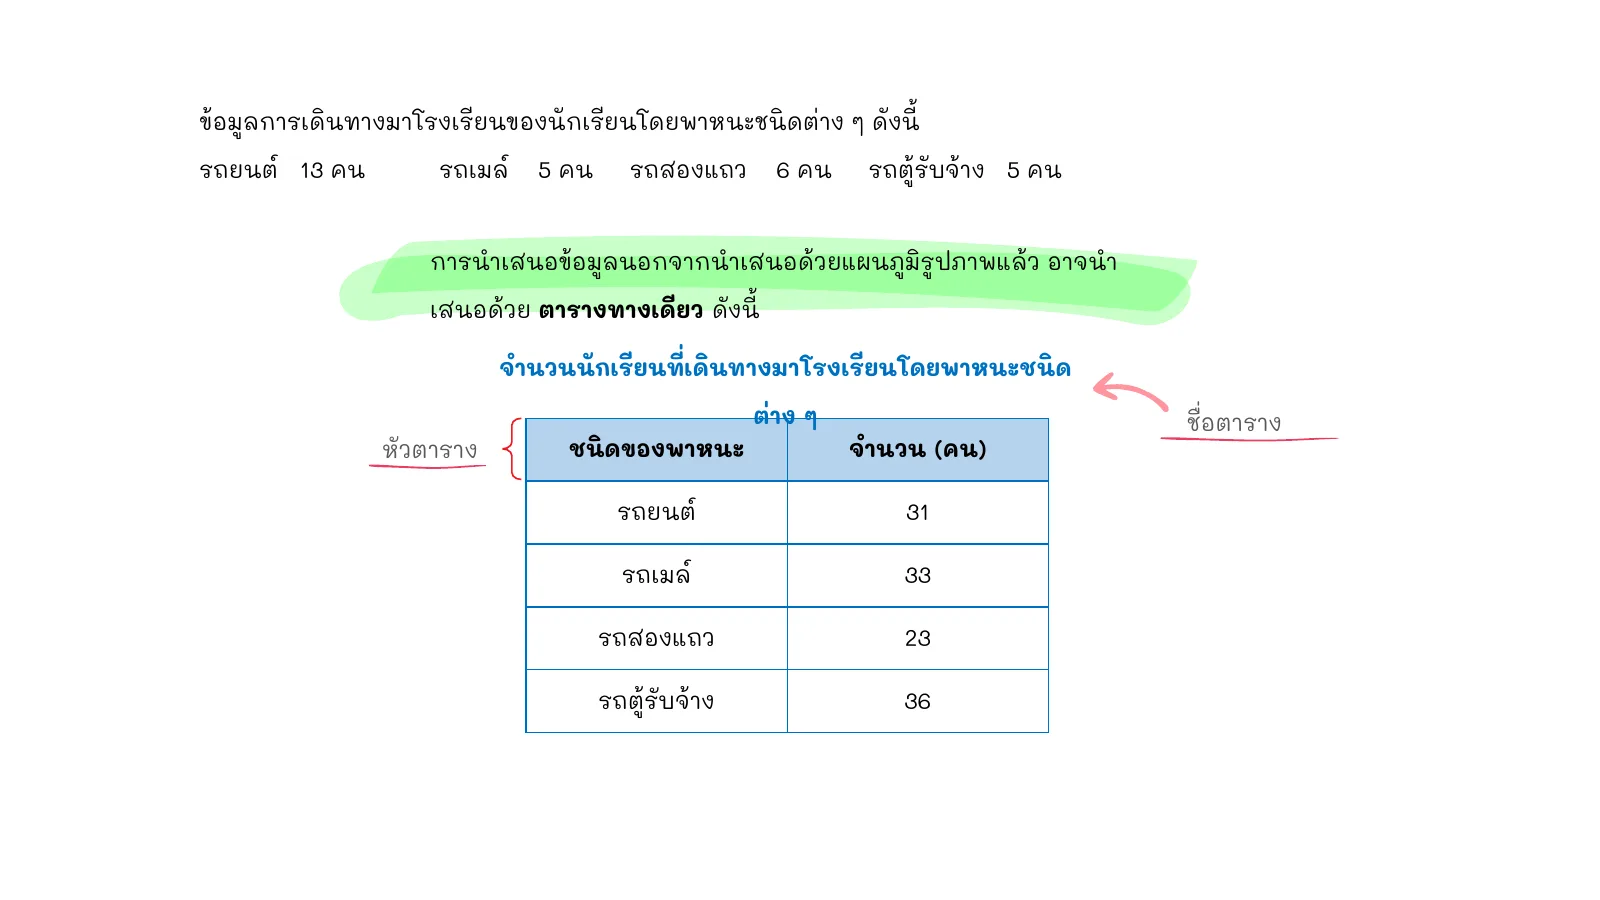 ข้อมูลการเดินทางมาโรงเรียนของนักเรียนโดยพาหนะชนิดต่าง ๆ ดังนี้
รถยนต์ 13 คน รถเมล์ 5 คน รถสองแถว 6 คน รถตู้รับจ้าง 5 คน
การนำเสนอข้อมูลนอกจากนำเสนอด้วยแผนภูมิรูปภาพแล้ว อาจนำ
เสนอด้วย ตารางทางเดียว ดังนี้
จำนวนนักเรียนที่เดินทางมาโรงเรียนโดยพาหนะชนิด
ต่าง ๆ
ชื่อตาราง
หัวตาราง
ชนิดของพาหนะ จำนวน (คน)
รถยนต์ 31
รถเมล์ 33
รถสองแถว 23
รถตู้รับจ้าง 36